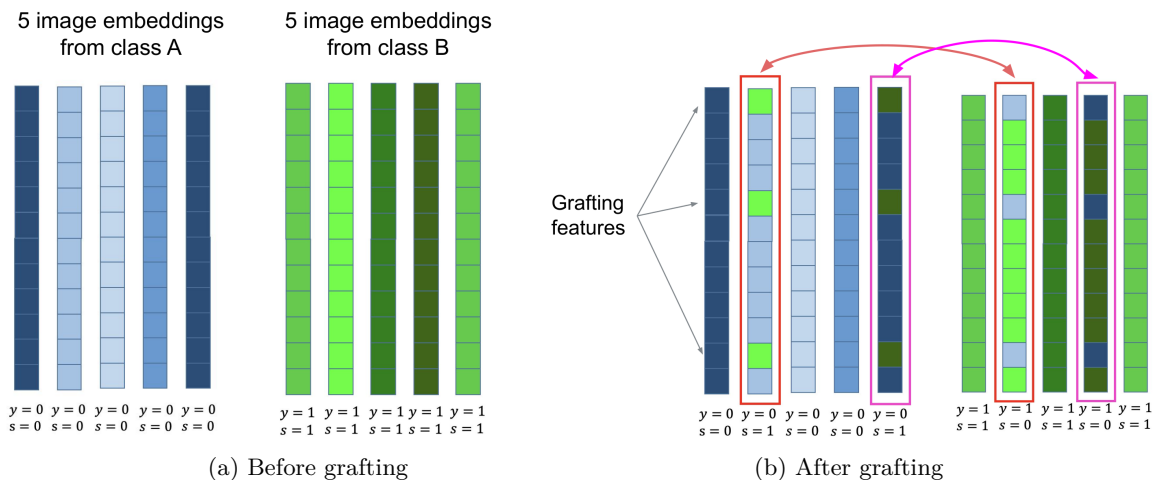 5 image embeddings
from class A
5 image embeddings
from class B
y = 0 y = 0 y = 0 y = 0 y = 0
s = 0 s = 0 s = 0 s = 0 s = 0
y = 1 y = 1 y = 1 y = 1 y = 1
s = 1 s = 1 s = 1 s = 1 s = 1
(a) Before grafting
Grafting
features
y = 0 y = 0 y = 0 y = 0 y = 0
s = 0 s = 1 s = 0 s = 0 s = 1
y = 1 y = 1 y = 1 y = 1 y = 1
s = 1 s = 0 s = 1 s = 0 s = 1
(b) After grafting